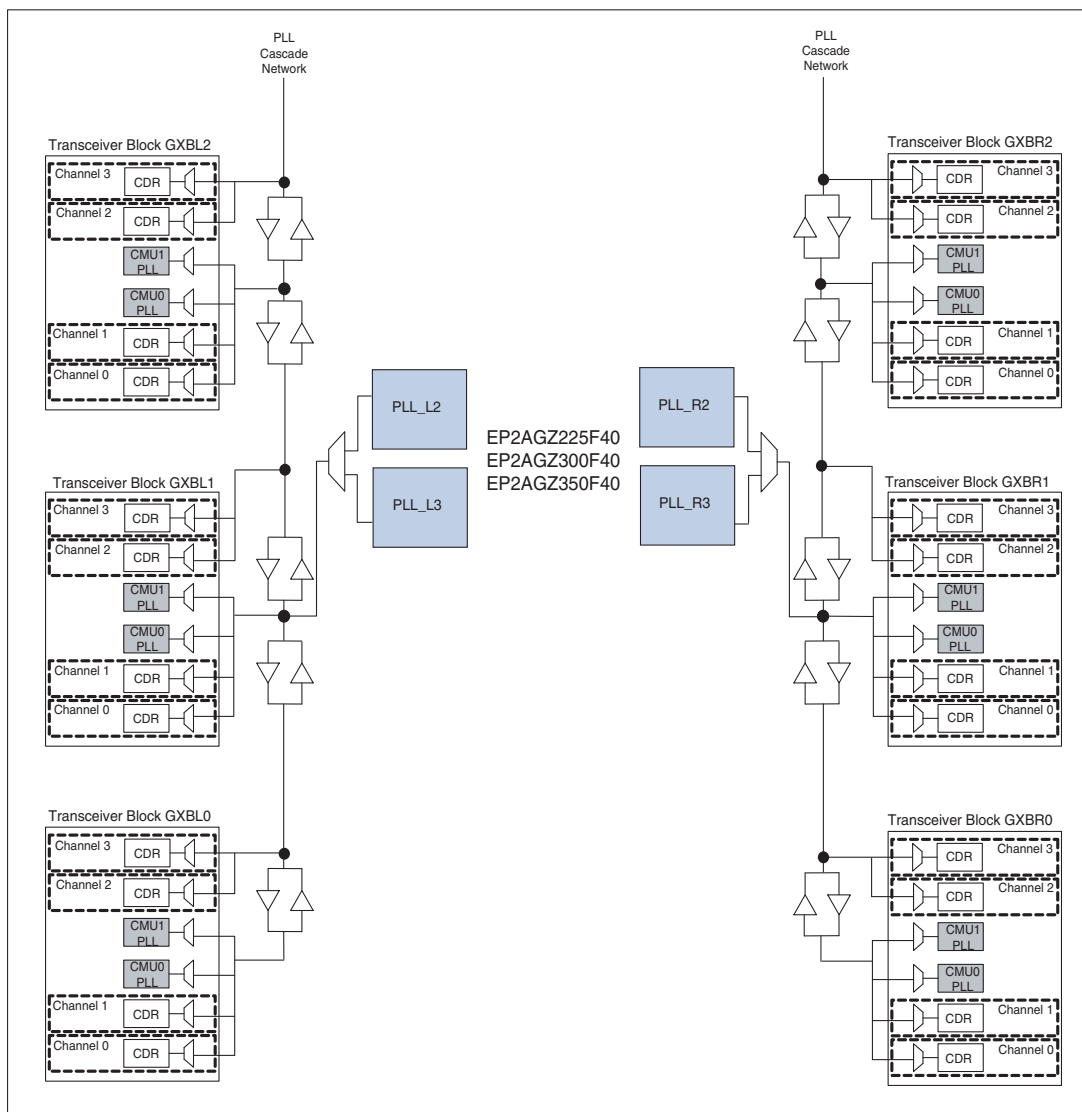 PLL
Cascade
Network
PLL
Cascade
Network
Transceiver Block GXBL2
Channel 3
CDR
Channel 2
CDR
CMU1
PLL
CMU0
PLL
Channel 1
CDR
Channel 0
CDR
Transceiver Block GXBR2
Channel 3
CDR
Channel 2
CDR
CMU1
PLL
CMU0
PLL
Channel 1
CDR
Channel 0
CDR
PLL_L2
PLL_L3
EP2AGZ225F40
EP2AGZ300F40
EP2AGZ350F40
PLL_R2
PLL_R3
Transceiver Block GXBL1
Channel 3
CDR
Channel 2
CDR
CMU1
PLL
CMU0
PLL
Channel 1
CDR
Channel 0
CDR
Transceiver Block GXBR1
Channel 3
CDR
Channel 2
CDR
CMU1
PLL
CMU0
PLL
Channel 1
CDR
Channel 0
CDR
Transceiver Block GXBL0
Channel 3
CDR
Channel 2
CDR
CMU1
PLL
CMU0
PLL
Channel 1
CDR
Channel 0
CDR
Transceiver Block GXBR0
Channel 3
CDR
Channel 2
CDR
CMU1
PLL
CMU0
PLL
Channel 1
CDR
Channel 0
CDR